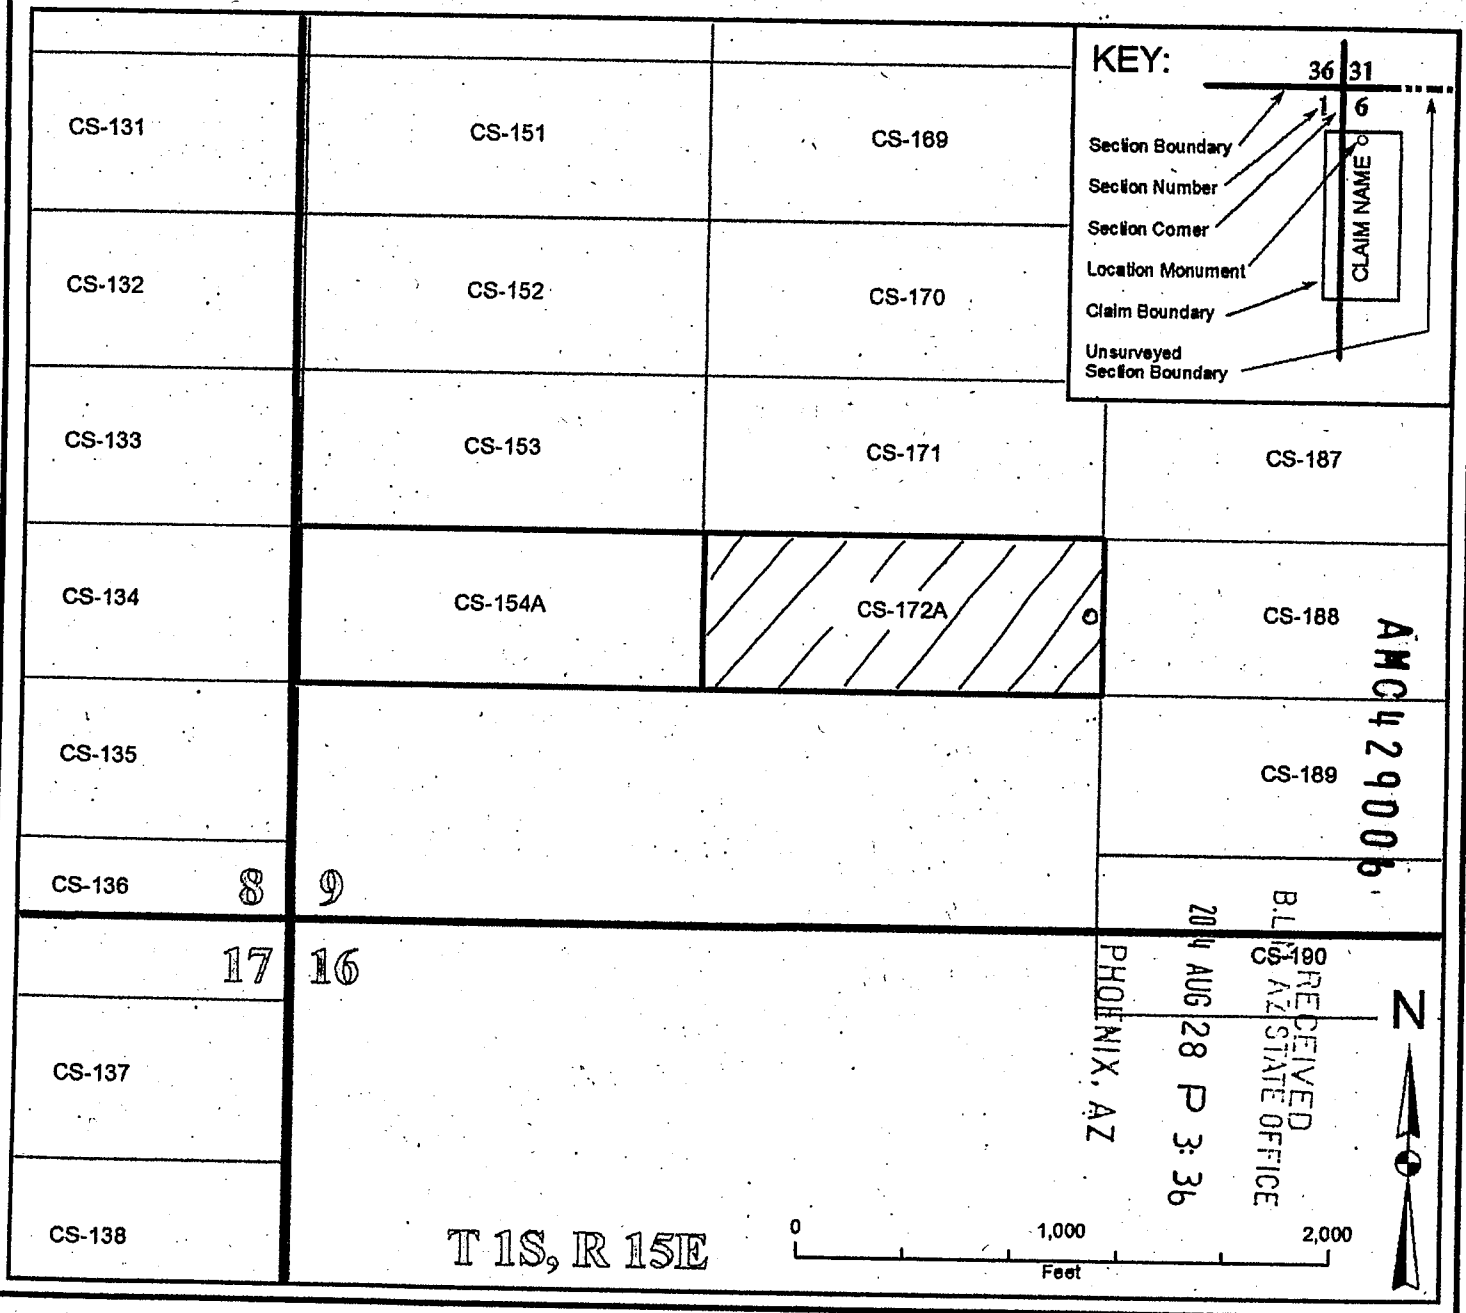 KEY:
36 31
1 6
Section Boundary
Section Number
Section Corner
Location Monument
Claim Boundary
Unsurveyed
Section Boundary
CLAIM NAME
CS-131
CS-151
CS-169
CS-132
CS-152
CS-170
CS-133
CS-153
CS-171
CS-187
CS-134
CS-154A
CS-172A
CS-188
CS-135
CS-189
CS-136
8 9
17 16
CS-190
CS-137
CS-138
T 1S, R 15E
0 1,000 2,000
Feet
N
AMC429006
RECEIVED
AZ STATE OFFICE
AUG 28 P 3:36
PHOENIX, AZ